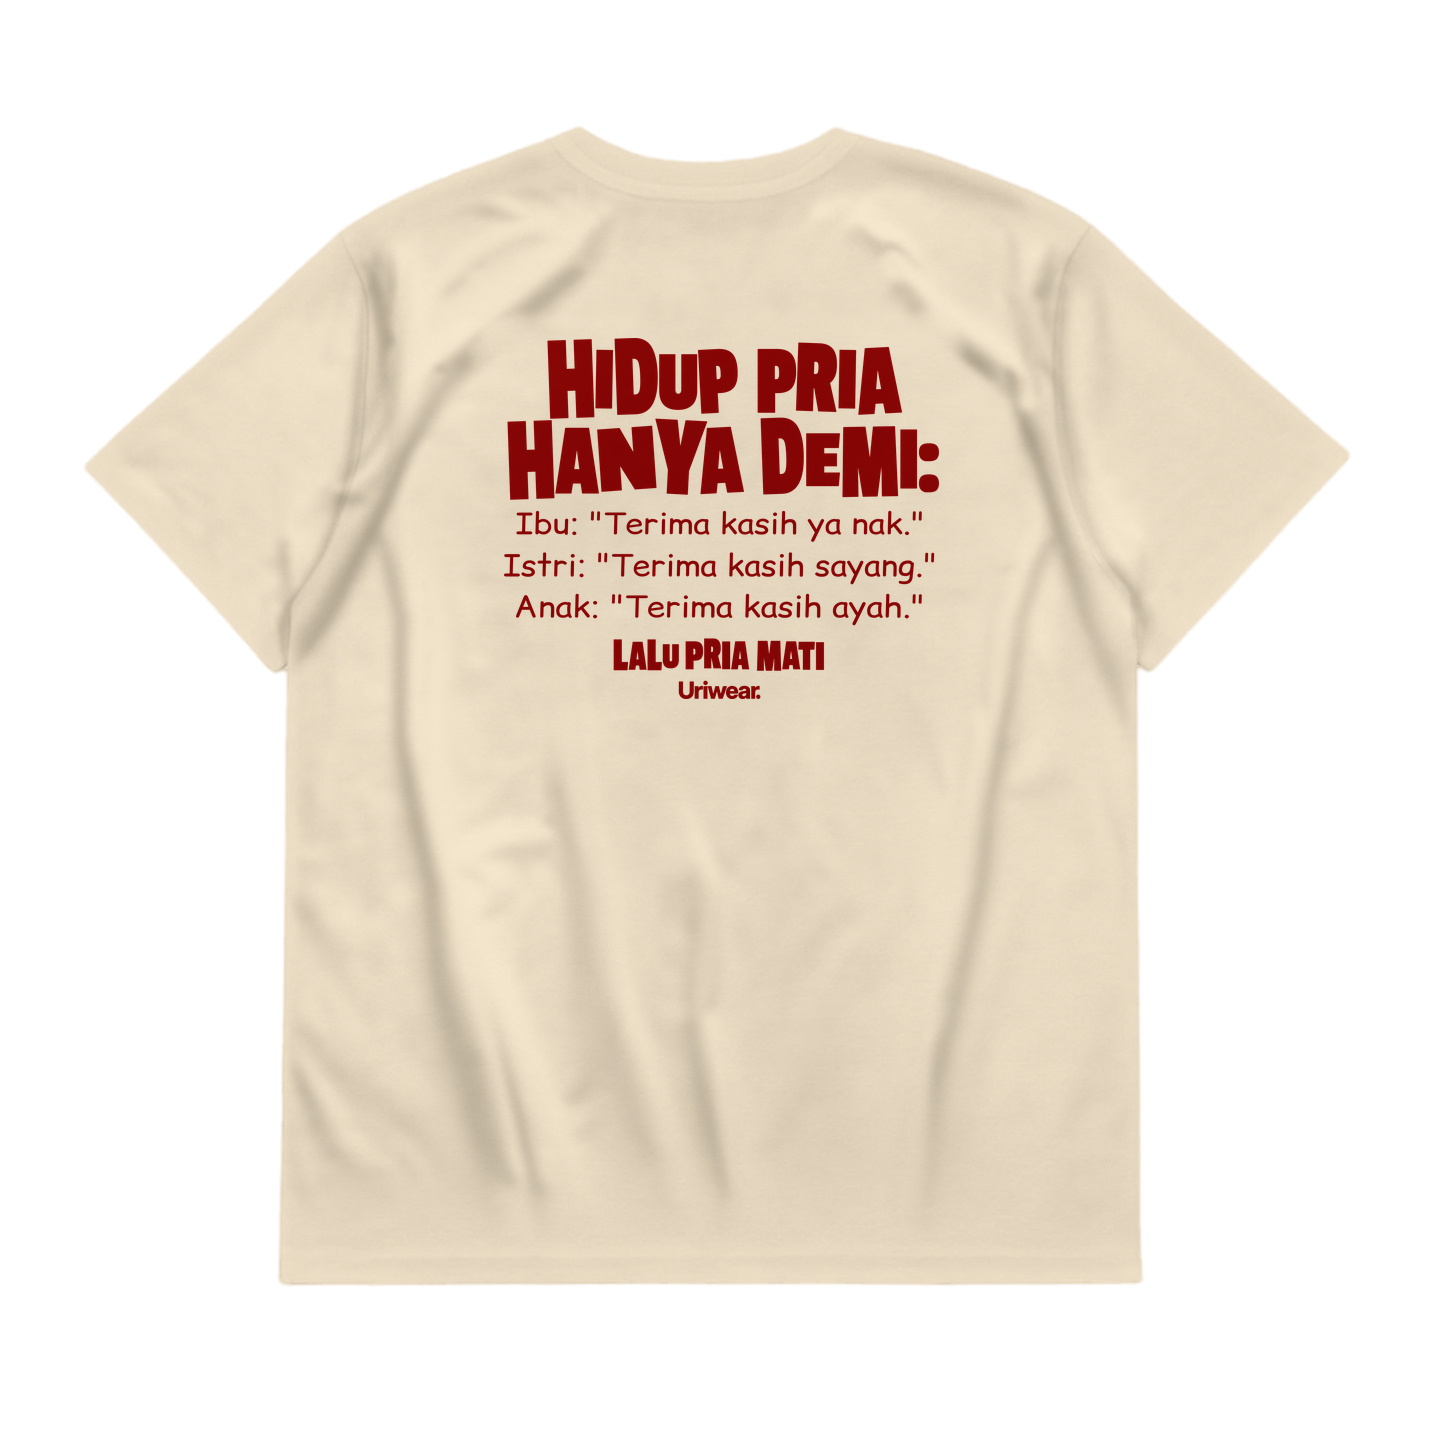 HIDUP PRIA
HANYA DEMI:
Ibu: "Terima kasih ya nak."
Istri: "Terima kasih sayang."
Anak: "Terima kasih ayah."
LALU PRIA MATI
Uriwear.